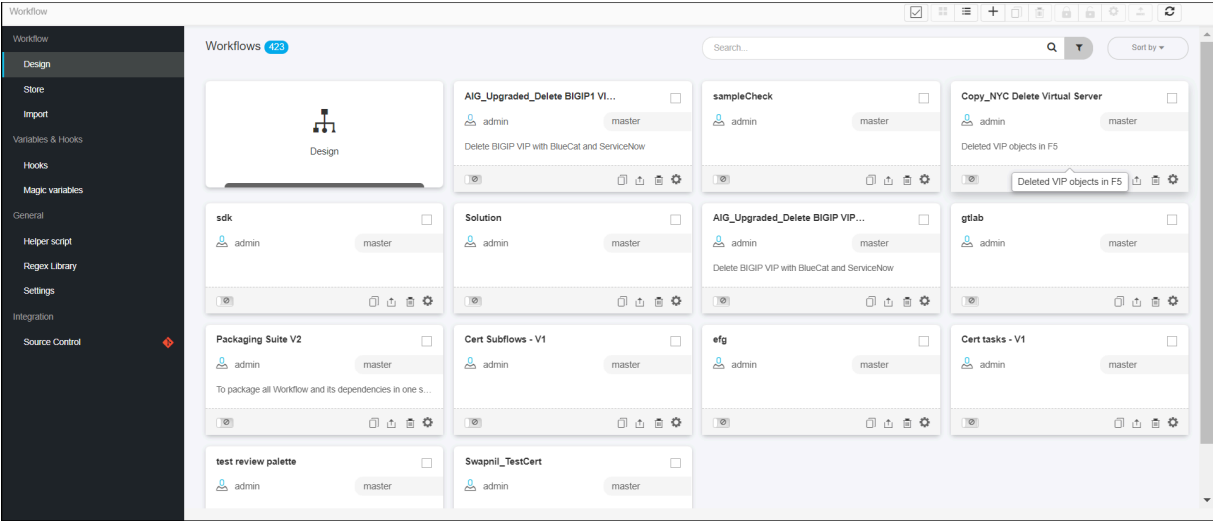 Workflow
Workflow
Design
Store
Import
Variables & Hooks
Hooks
Magic variables
General
Helper script
Regex Library
Settings
Integration
Source Control
Workflows 423
Search...
Sort by
Design
AIG_Upgraded_Delete BIGIP1 VI...
admin master
Delete BIGIP VIP with BlueCat and ServiceNow
sampleCheck
admin master
Copy_NYC Delete Virtual Server
admin master
Deleted VIP objects in F5
Deleted VIP objects in F5
sdk
admin master
Solution
admin master
AIG_Upgraded_Delete BIGIP VIP...
admin master
Delete BIGIP VIP with BlueCat and ServiceNow
gtlab
admin master
Packaging Suite V2
admin master
To package all Workflow and its dependencies in one s...
Cert Subflows - V1
admin master
efg
admin master
Cert tasks - V1
admin master
test review palette
admin master
Swapnil_TestCert
admin master